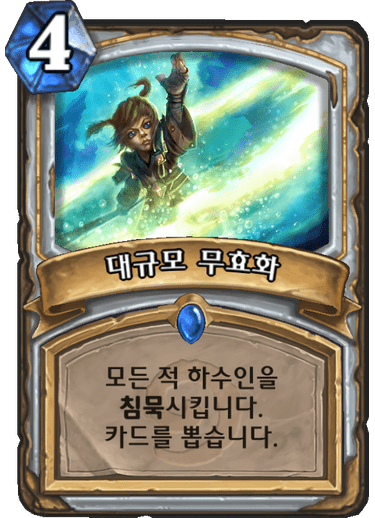 4
대규모 무효화
모든 적 하수인을
침묵시킵니다.
카드를 뽑습니다.